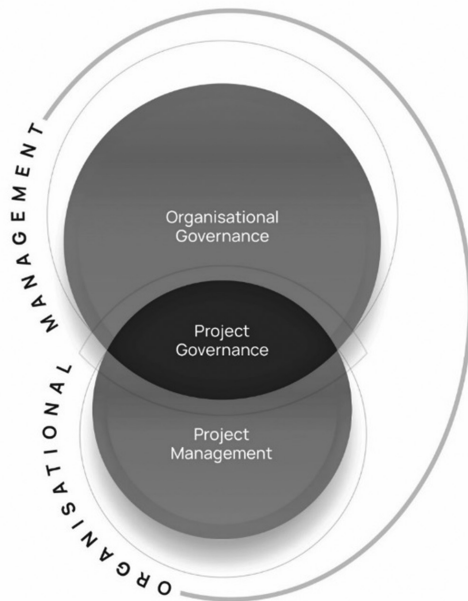 ORGANISATIONAL MANAGEMENT
Organisational
Governance
Project
Governance
Project
Management